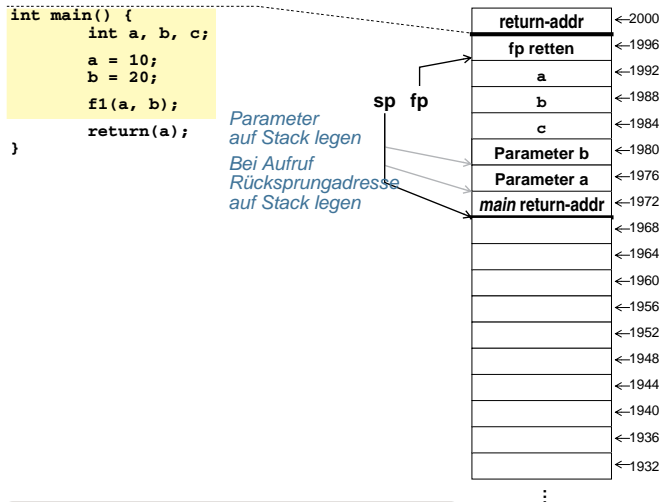 int main() {
int a, b, c;
a = 10;
b = 20;
f1(a, b);
return(a);
}
sp fp
Parameter
auf Stack legen
Bei Aufruf
Rücksprungadresse
auf Stack legen
return-addr
fp retten
a
b
c
Parameter b
Parameter a
main return-addr
2000
1996
1992
1988
1984
1980
1976
1972
1968
1964
1960
1956
1952
1948
1944
1940
1936
1932
⋮